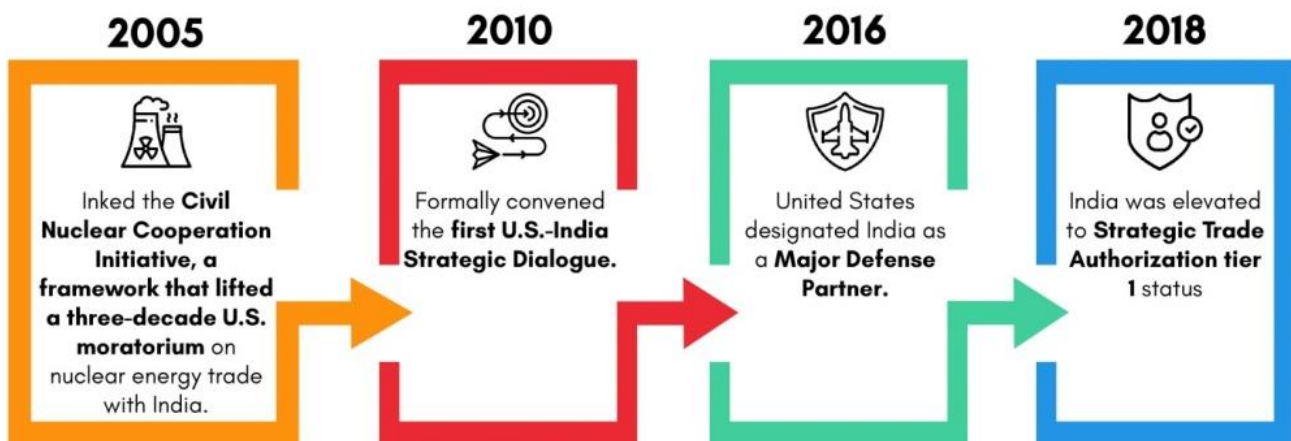 2005
Inked the Civil
Nuclear Cooperation
Initiative, a
framework that lifted
a three-decade U.S.
moratorium on
nuclear energy trade
with India.
2010
Formally convened
the first U.S.-India
Strategic Dialogue.
2016
United States
designated India as
a Major Defense
Partner.
2018
India was elevated
to Strategic Trade
Authorization tier
1 status